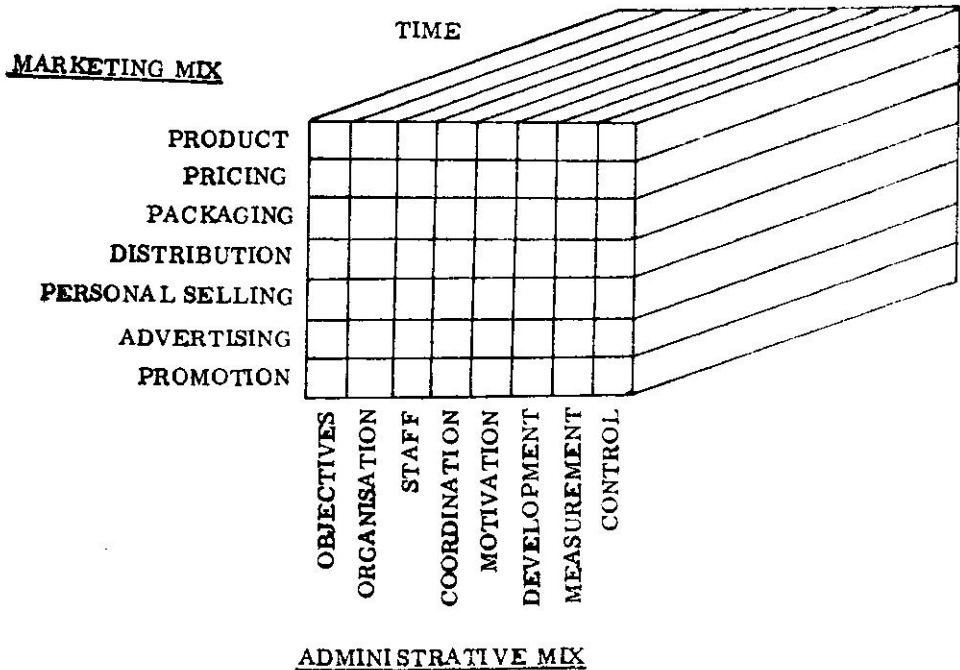 TIME
MARKETING MIX
PRODUCT
PRICING
PACKAGING
DISTRIBUTION
PERSONAL SELLING
ADVERTISING
PROMOTION
OBJECTIVES
ORGANISATION
STAFF
COORDINATION
MOTIVATION
DEVELOPMENT
MEASUREMENT
CONTROL
ADMINISTRATIVE MIX